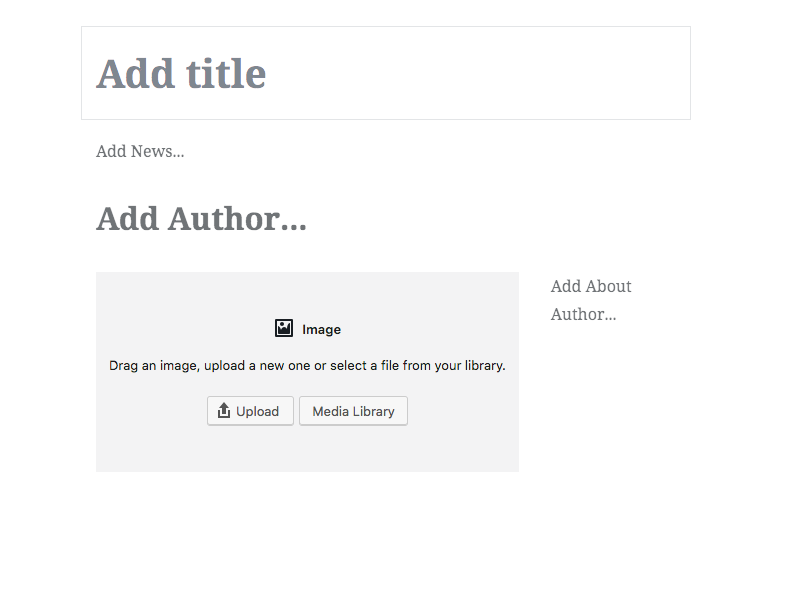 Add title
Add News...
Add Author...
Image
Drag an image, upload a new one or select a file from your library.
Upload
Media Library
Add About
Author...